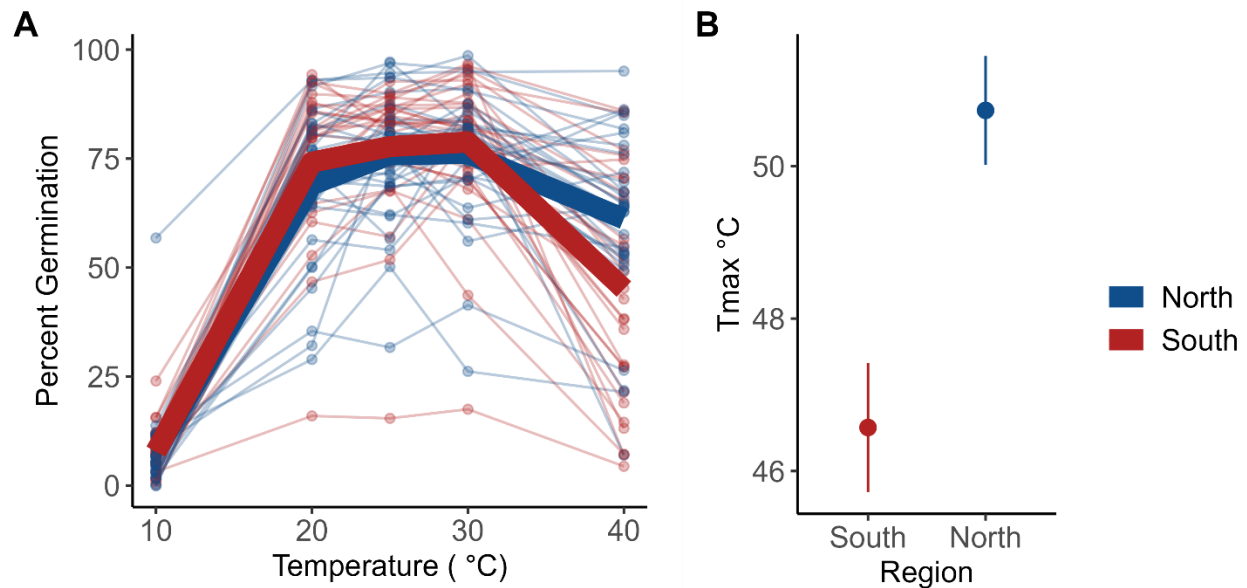 A
Percent Germination
100
75
50
25
0
10 20 30 40
Temperature ( °C)
B
Tmax °C
50
48
46
South North
Region
North
South